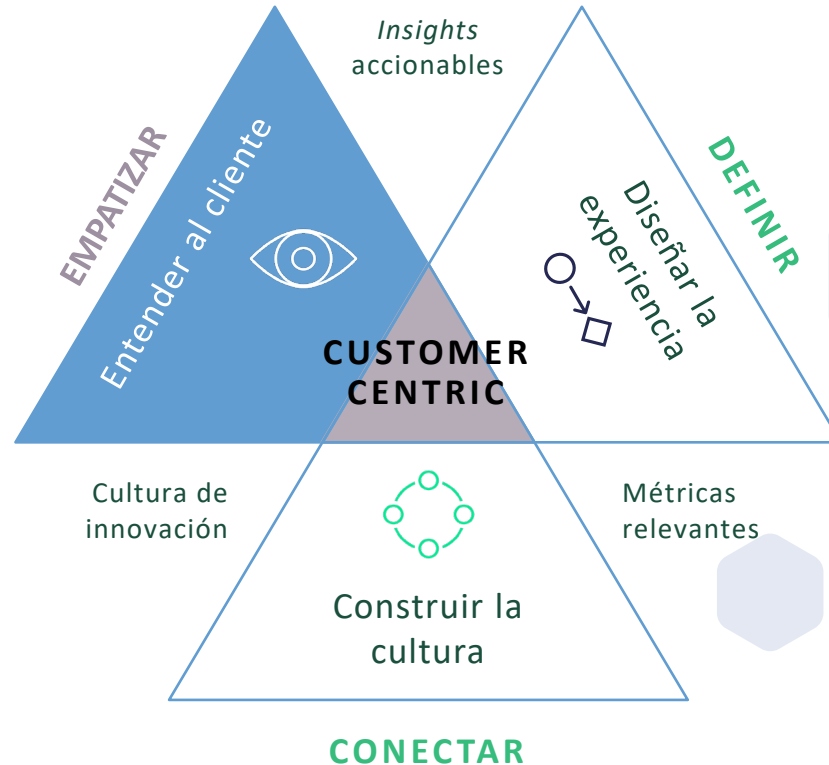 Insights
accionables
EMPATIZAR
Entender al cliente
DEFINIR
Diseñar la
experiencia
CUSTOMER
CENTRIC
Cultura de
innovación
Métricas
relevantes
Construir la
cultura
CONECTAR